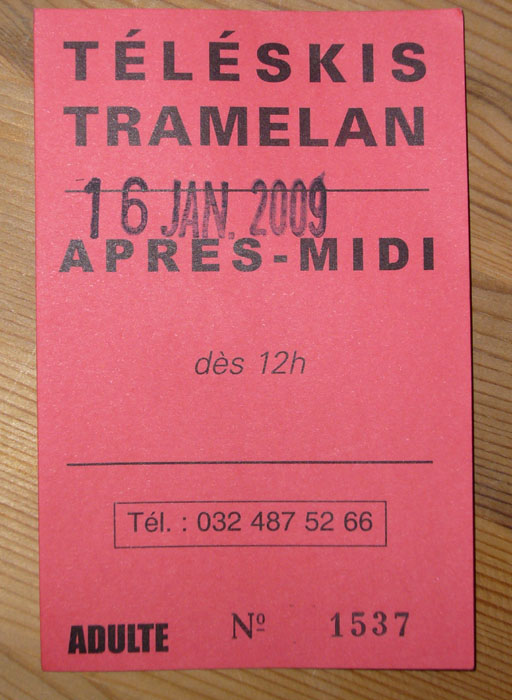 TÉLÉSKIS
TRAMELAN
16 JAN. 2009
APRES-MIDI
dès 12h
Tél. : 032 487 52 66
ADULTE Nº 1537